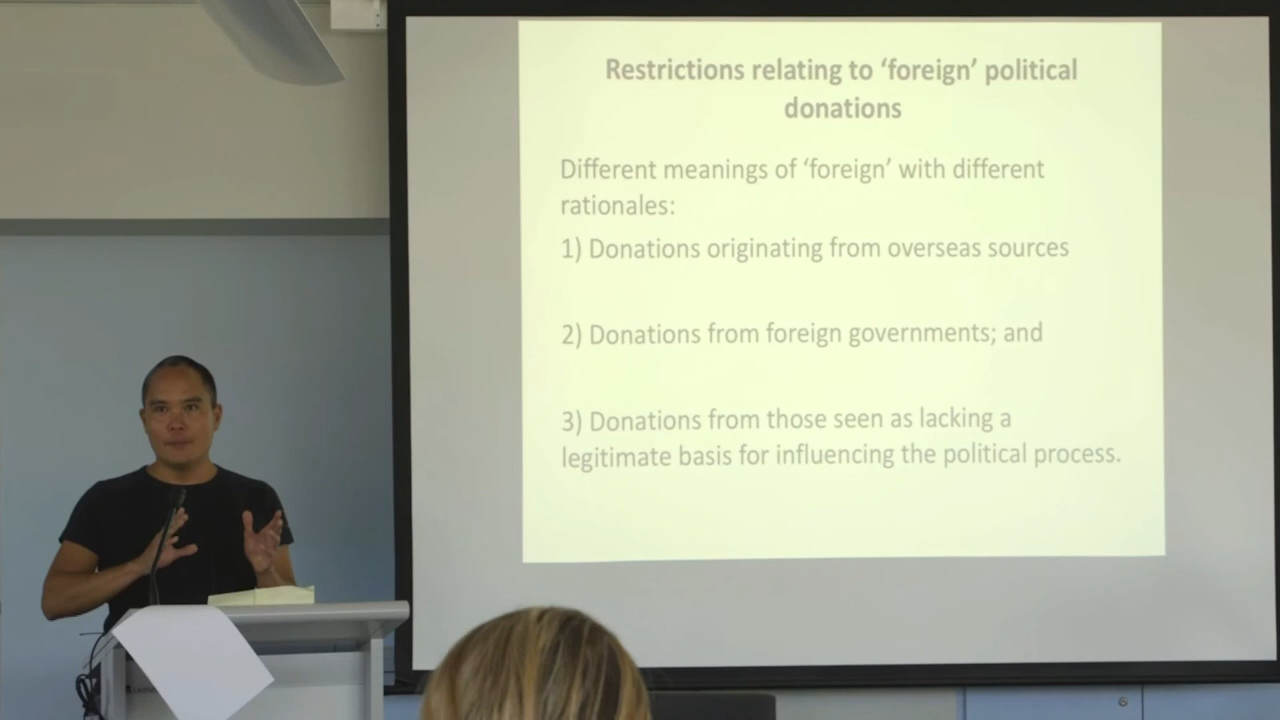 Restrictions relating to ‘foreign’ political
donations
Different meanings of ‘foreign’ with different
rationales:
1) Donations originating from overseas sources
2) Donations from foreign governments; and
3) Donations from those seen as lacking a
legitimate basis for influencing the political process.